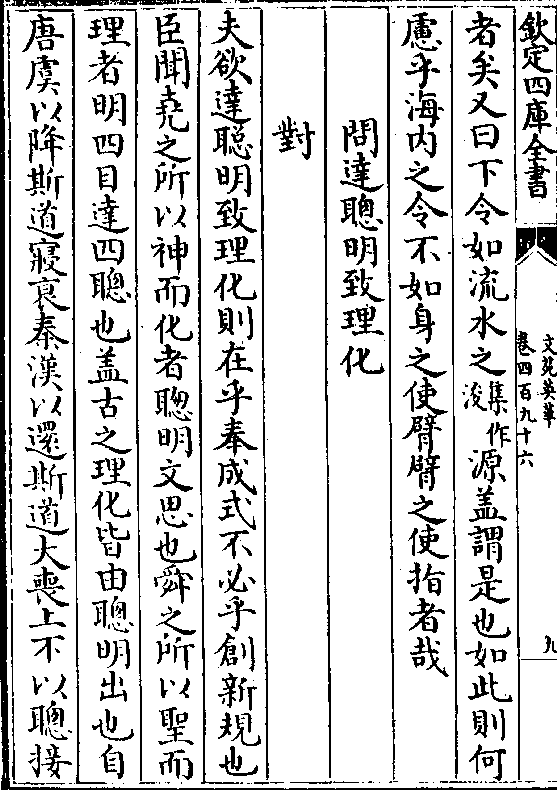 欽定四庫全書
文苑英華
卷四百九十六
九
者矣又曰下令如流水之集作浚源盖謂是也如此則何
慮乎海内之令不如身之使臂臂之使指者哉
問達聰明致理化
對
夫欲達聡明致理化則在乎奉成式不必乎創新規也
臣聞堯之所以神而化者聰明文思也舜之所以聖而
理者明四目達四聰也盖古之理化皆由聰明出也自
唐虞以降斯道寢衰秦漢以還斯道大喪上不以聰接